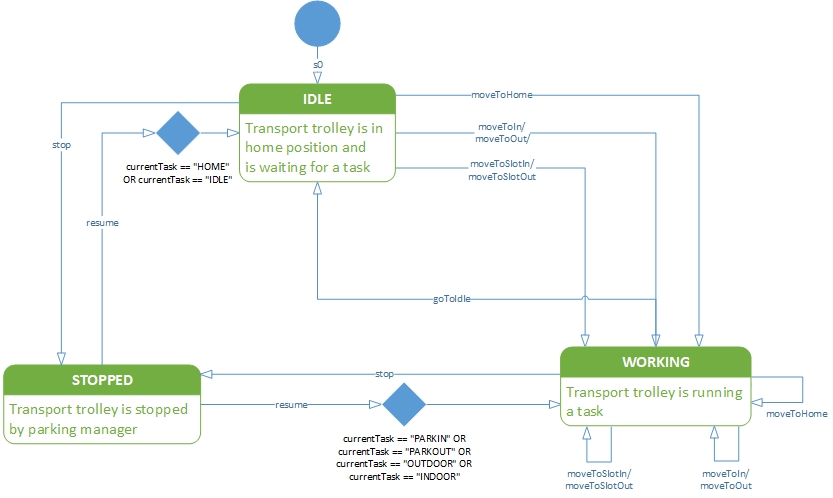 s0
IDLE
Transport trolley is in
home position and
is waiting for a task
moveToHome
moveToIn/
moveToOut/
moveToSlotIn/
moveToSlotOut
stop
currentTask == "HOME"
OR currentTask == "IDLE"
resume
goToIdle
STOPPED
Transport trolley is stopped
by parking manager
stop
resume
currentTask == "PARKIN" OR
currentTask == "PARKOUT" OR
currentTask == "OUTDOOR" OR
currentTask == "INDOOR"
WORKING
Transport trolley is running
a task
moveToHome
moveToSlotIn/
moveToSlotOut
moveToIn/
moveToOut